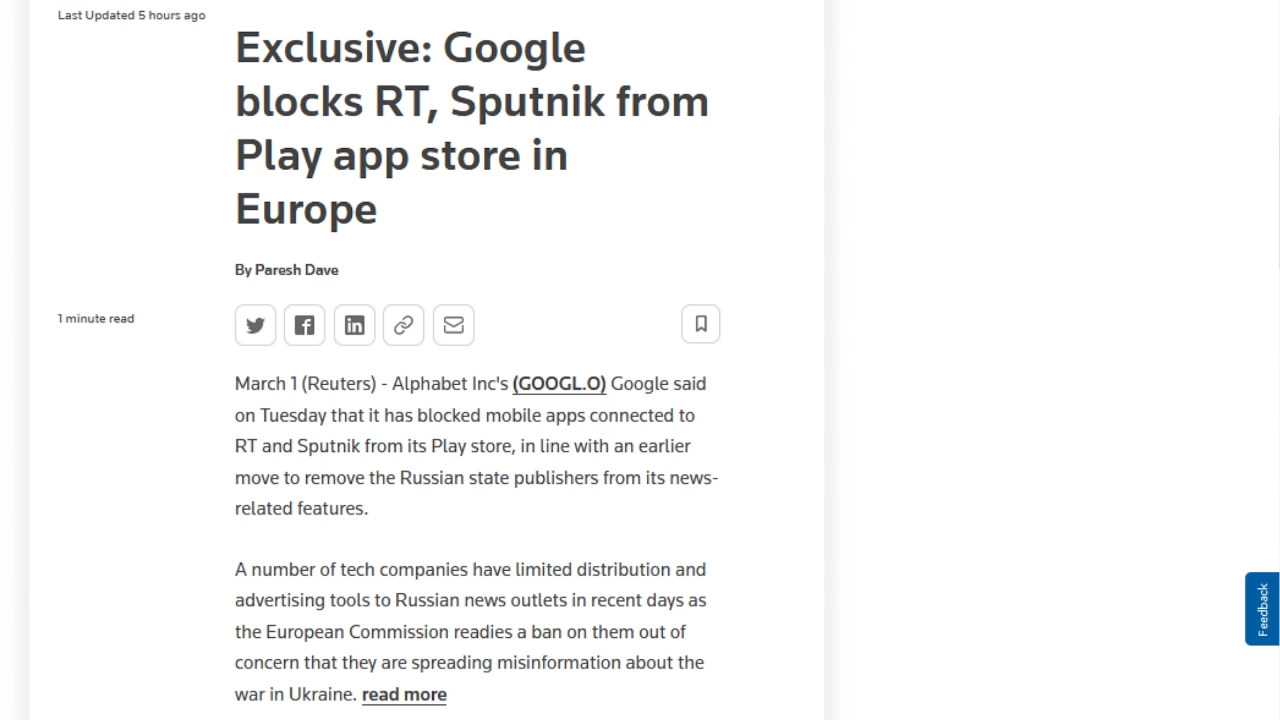 Last Updated 5 hours ago
Exclusive: Google
blocks RT, Sputnik from
Play app store in
Europe
By Paresh Dave
1 minute read
March 1 (Reuters) - Alphabet Inc's (GOOGL.O) Google said
on Tuesday that it has blocked mobile apps connected to
RT and Sputnik from its Play store, in line with an earlier
move to remove the Russian state publishers from its news-
related features.
A number of tech companies have limited distribution and
advertising tools to Russian news outlets in recent days as
the European Commission readies a ban on them out of
concern that they are spreading misinformation about the
war in Ukraine. read more
Feedback